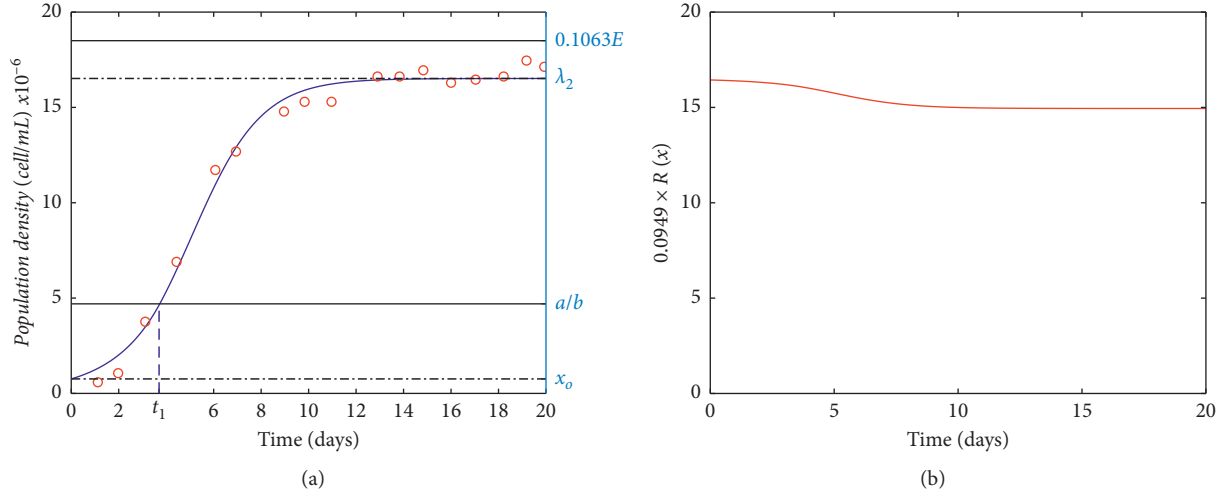 20
15
10
5
0
Population density (cell/mL) x10⁻⁶
0.1063E
λ₂
a/b
xₒ
0 2 t₁ 6 8 10 12 14 16 18 20
Time (days)
(a)
20
15
10
5
0
0.0949 × R (x)
0 5 10 15 20
Time (days)
(b)